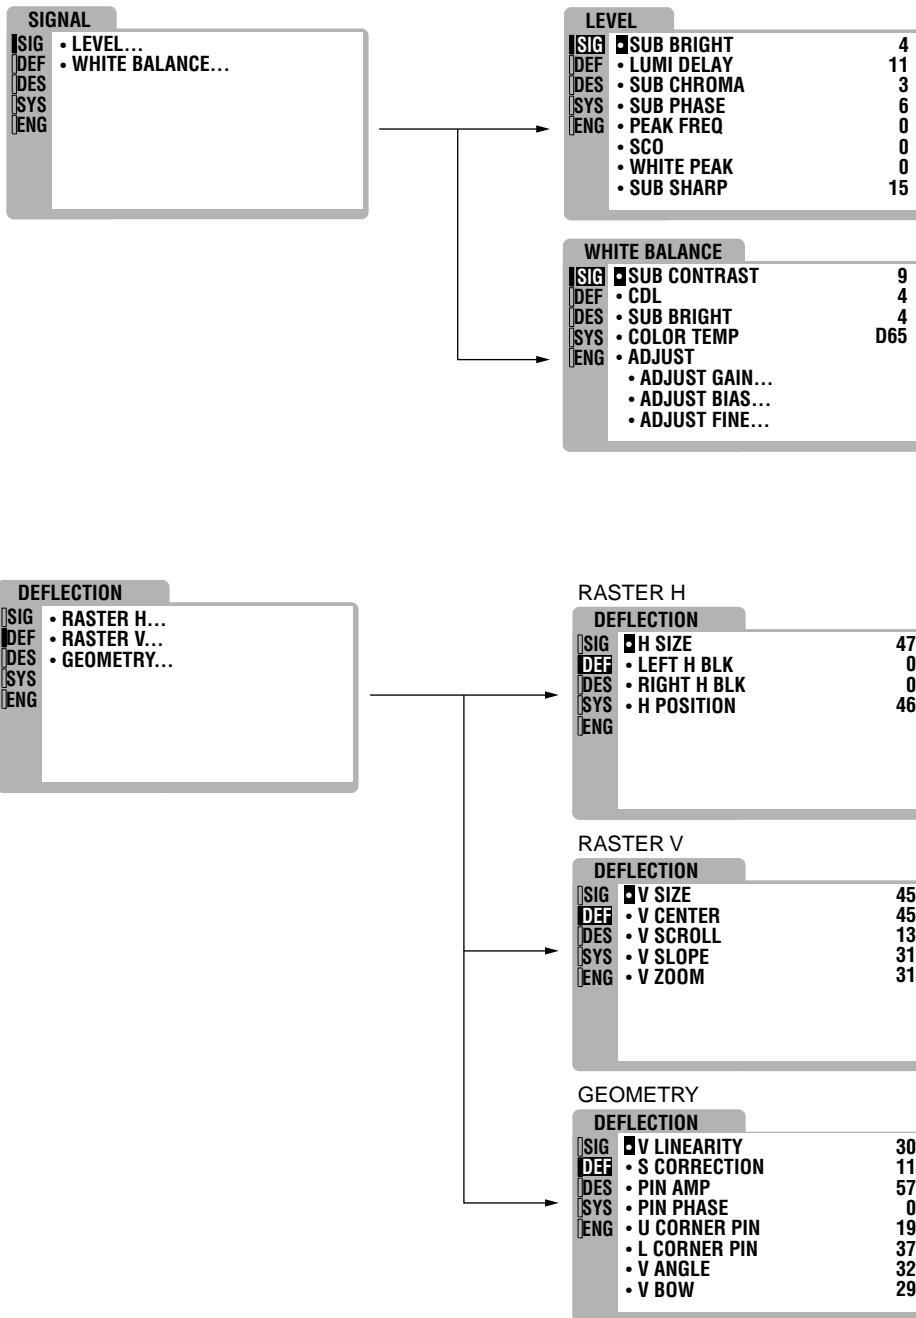 SIGNAL
SIG • LEVEL...
DEF • WHITE BALANCE...
DES
SYS
ENG
LEVEL
SIG • SUB BRIGHT 4
DEF • LUMI DELAY 11
DES • SUB CHROMA 3
SYS • SUB PHASE 6
ENG • PEAK FREQ 0
• SCO 0
• WHITE PEAK 0
• SUB SHARP 15
WHITE BALANCE
SIG • SUB CONTRAST 9
DEF • CDL 4
DES • SUB BRIGHT 4
SYS • COLOR TEMP D65
ENG • ADJUST
• ADJUST GAIN...
• ADJUST BIAS...
• ADJUST FINE...
DEFLECTION
SIG • RASTER H...
DEF • RASTER V...
DES • GEOMETRY...
SYS
ENG
RASTER H
DEFLECTION
SIG • H SIZE 47
DEF • LEFT H BLK 0
DES • RIGHT H BLK 0
SYS • H POSITION 46
ENG
RASTER V
DEFLECTION
SIG • V SIZE 45
DEF • V CENTER 45
DES • V SCROLL 13
SYS • V SLOPE 31
ENG • V ZOOM 31
GEOMETRY
DEFLECTION
SIG • V LINEARITY 30
DEF • S CORRECTION 11
DES • PIN AMP 57
SYS • PIN PHASE 0
ENG • U CORNER PIN 19
• L CORNER PIN 37
• V ANGLE 32
• V BOW 29